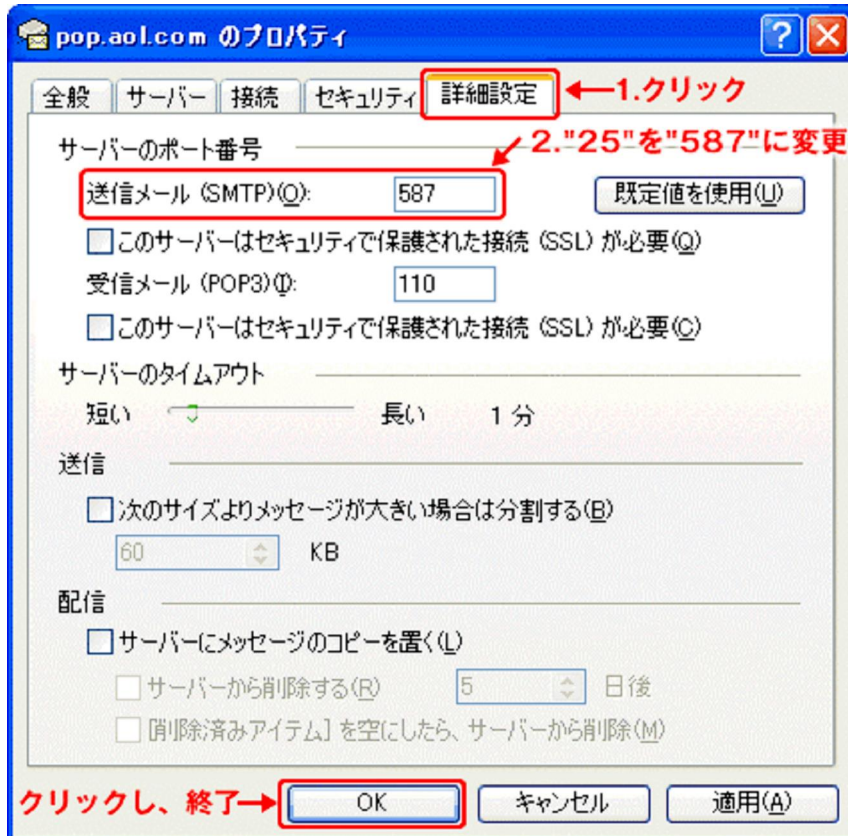 pop.aol.com のプロパティ
全般 サーバー 接続 セキュリティ 詳細設定 ←1.クリック
サーバーのポート番号 2."25"を"587"に変更
送信メール (SMTP)(O): 587 既定値を使用(U)
このサーバーはセキュリティで保護された接続 (SSL) が必要(Q)
受信メール (POP3)(I): 110
このサーバーはセキュリティで保護された接続 (SSL) が必要(C)
サーバーのタイムアウト
短い 長い 1 分
送信
次のサイズよりメッセージが大きい場合は分割する(B)
60 KB
配信
サーバーにメッセージのコピーを置く(L)
サーバーから削除する(R) 5 日後
[削除済みアイテム] を空にしたら、サーバーから削除(M)
クリックし、終了→ OK キャンセル 適用(A)